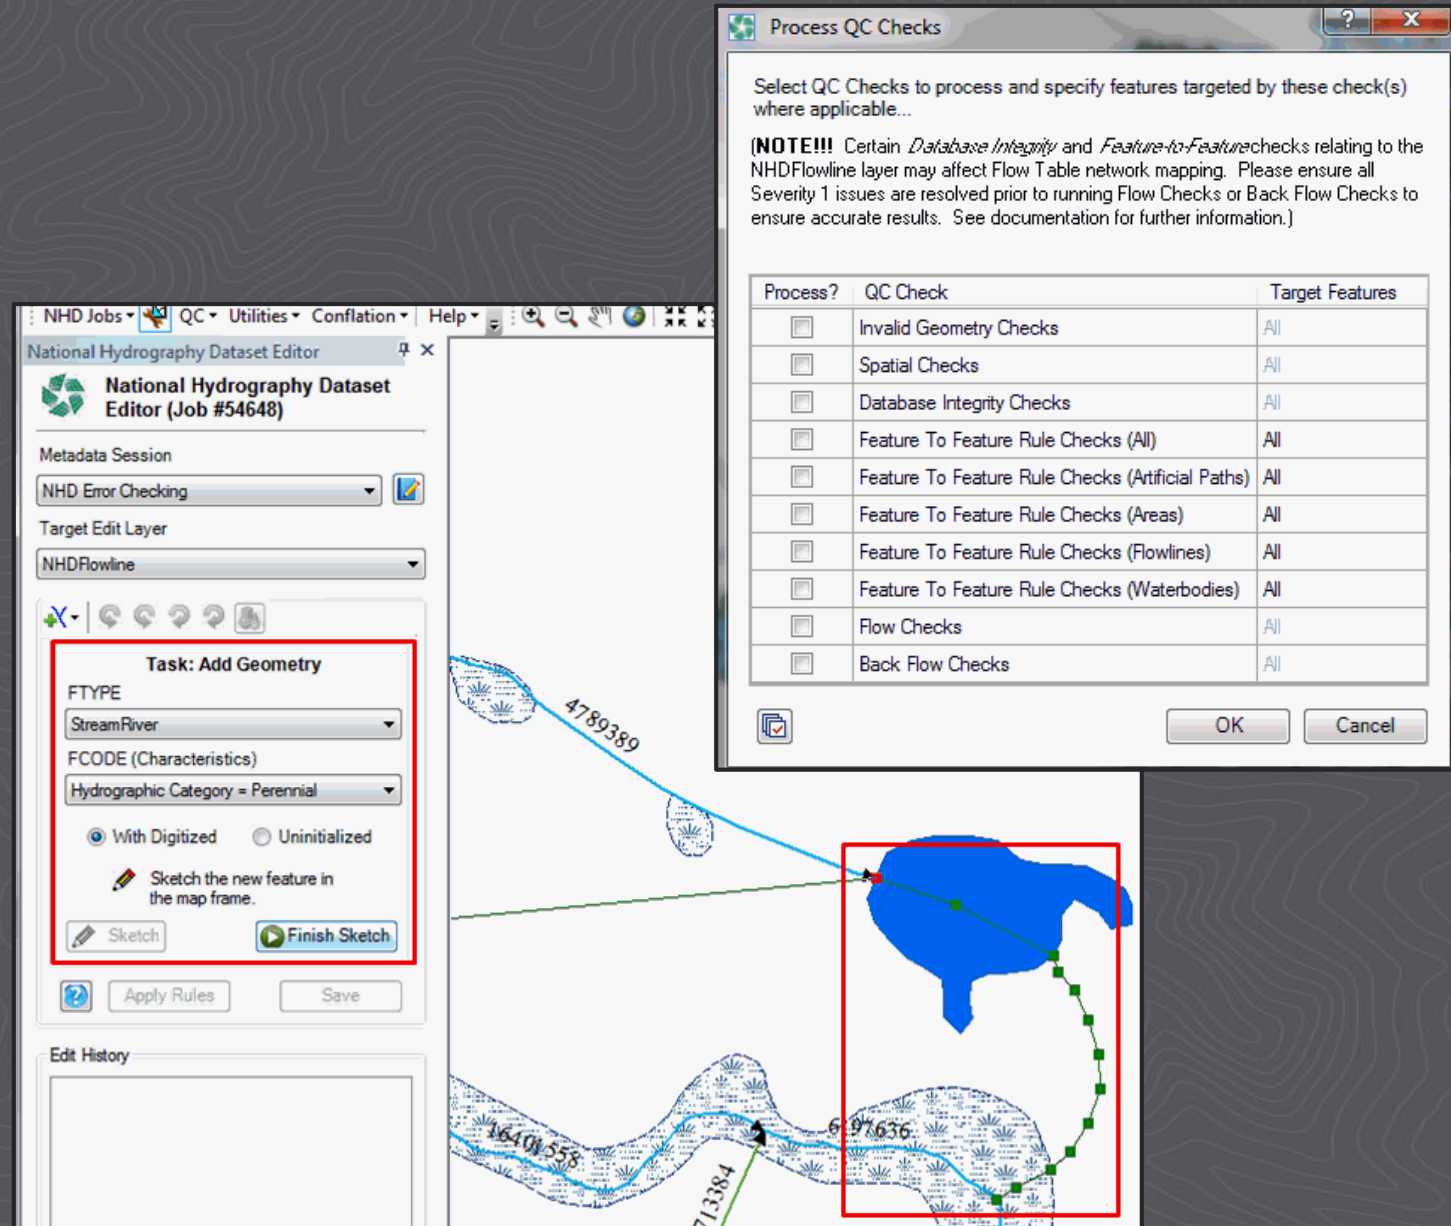 Process QC Checks
Select QC Checks to process and specify features targeted by these check(s)
where applicable...
(NOTE!!! Certain Database Integrity and Feature-to-Feature checks relating to the
NHDFlowline layer may affect Flow Table network mapping. Please ensure all
Severity 1 issues are resolved prior to running Flow Checks or Back Flow Checks to
ensure accurate results. See documentation for further information.)
Process? QC Check Target Features
Invalid Geometry Checks All
Spatial Checks All
Database Integrity Checks All
Feature To Feature Rule Checks (All) All
Feature To Feature Rule Checks (Artificial Paths) All
Feature To Feature Rule Checks (Areas) All
Feature To Feature Rule Checks (Flowlines) All
Feature To Feature Rule Checks (Waterbodies) All
Flow Checks All
Back Flow Checks All
OK Cancel
NHD Jobs QC Utilities Conflation Help
National Hydrography Dataset Editor
National Hydrography Dataset
Editor (Job #54648)
Metadata Session
NHD Error Checking
Target Edit Layer
NHDFlowline
Task: Add Geometry
FTYPE
StreamRiver
FCODE (Characteristics)
Hydrographic Category = Perennial
With Digitized Uninitialized
Sketch the new feature in
the map frame.
Sketch Finish Sketch
Apply Rules Save
Edit History
4789389
16401558
6197636
713384